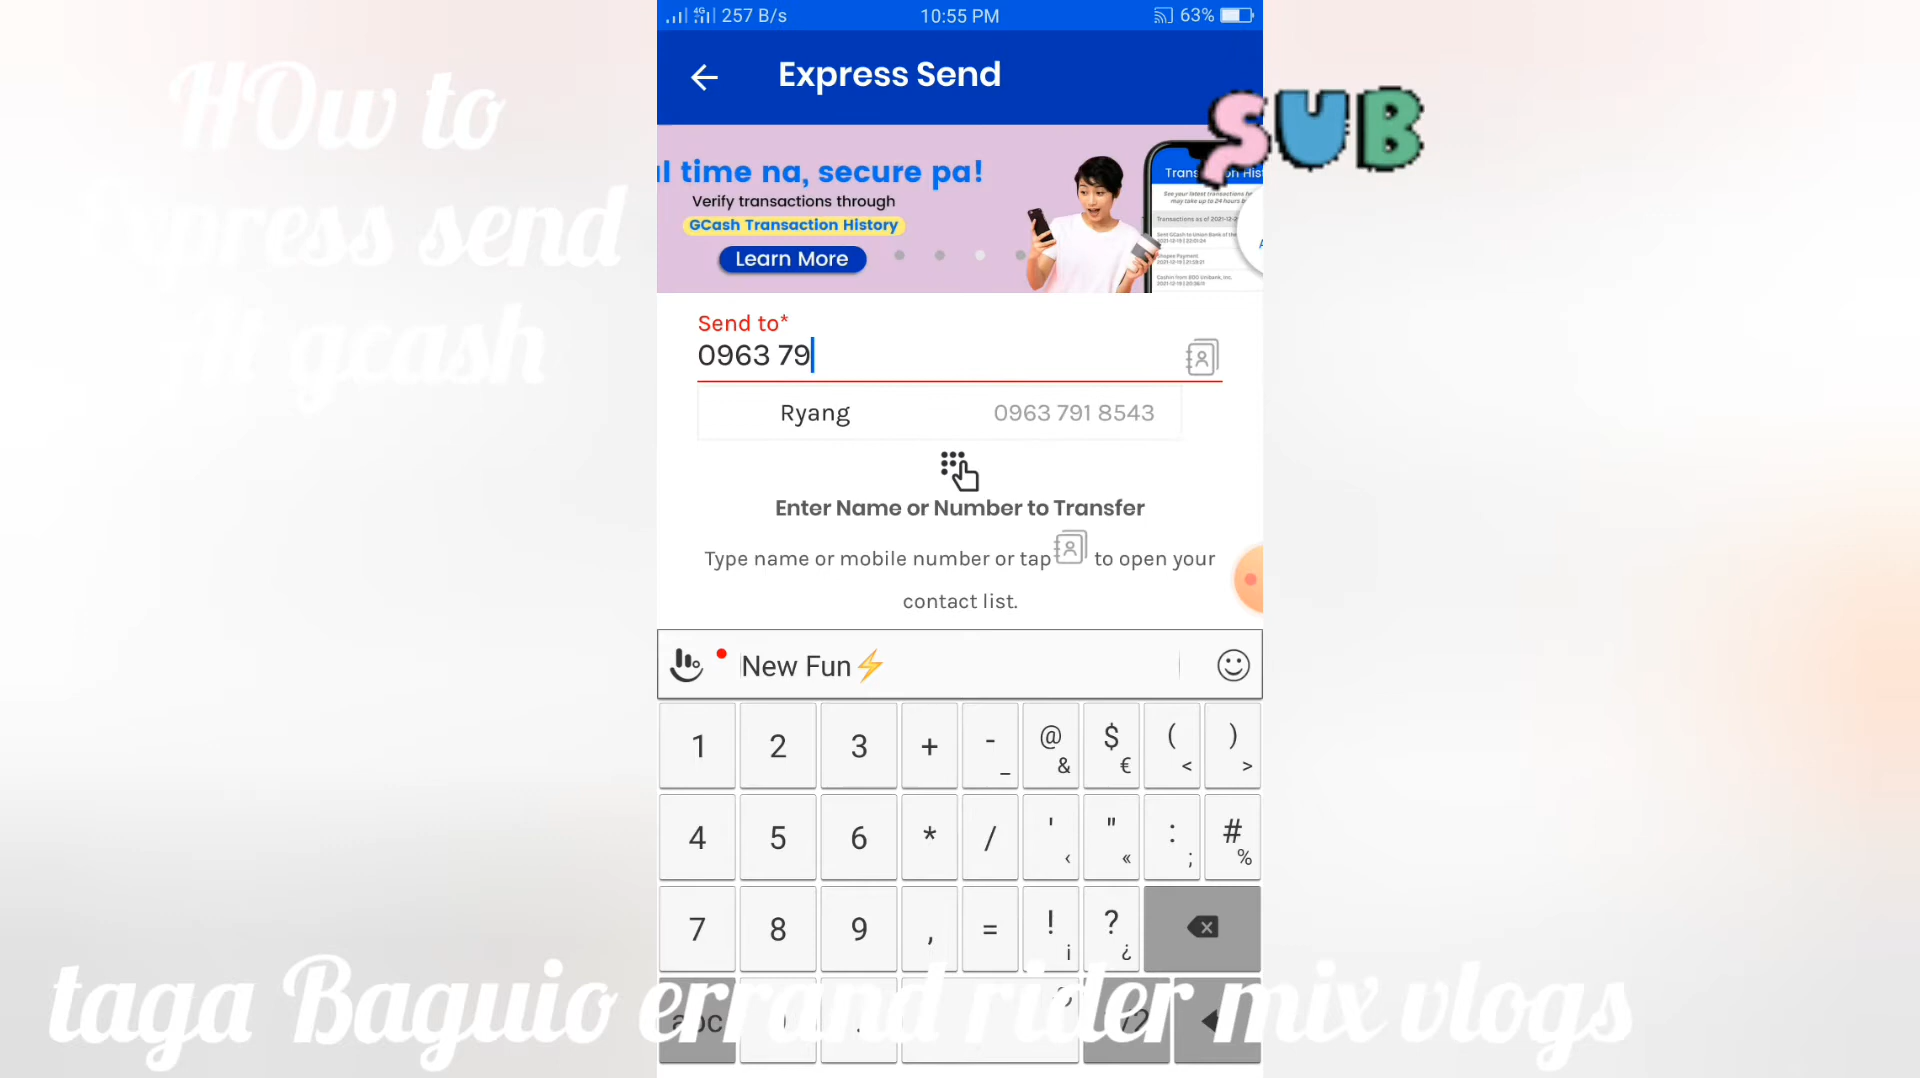 257 B/s 10:55 PM 63%
Express Send
SUB
HOw to
Express send
At gcash
l time na, secure pa!
Verify transactions through
GCash Transaction History
Learn More
Send to*
0963 79
Ryang 0963 791 8543
Enter Name or Number to Transfer
Type name or mobile number or tap to open your
contact list.
New Fun⚡
1 2 3 + - _ @ & $ € ( < ) >
4 5 6 * / ' ‹ " « : ; # %
7 8 9 , = ! ¡ ? ¿
abc
taga Baguio errand rider mix vlogs